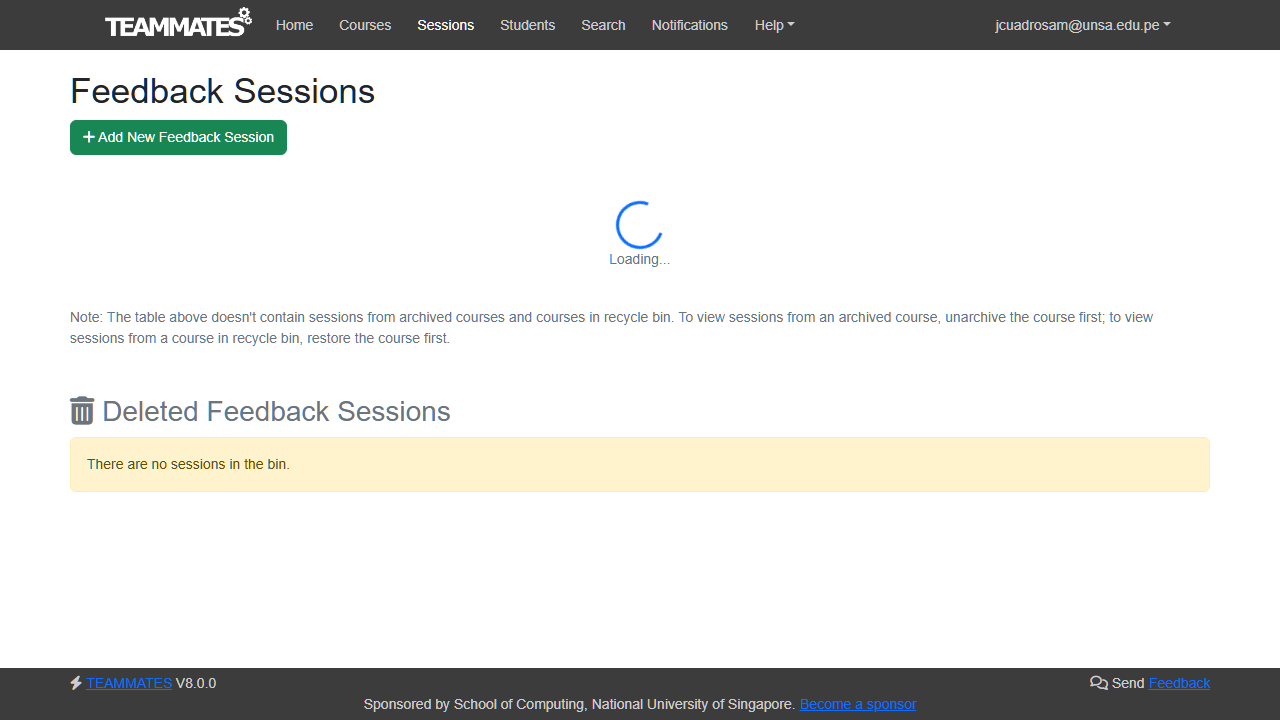 TEAMMATES Home Courses Sessions Students Search Notifications Help jcuadrosam@unsa.edu.pe
Feedback Sessions
Add New Feedback Session
Loading...
Note: The table above doesn't contain sessions from archived courses and courses in recycle bin. To view sessions from an archived course, unarchive the course first; to view
sessions from a course in recycle bin, restore the course first.
Deleted Feedback Sessions
There are no sessions in the bin.
TEAMMATES V8.0.0 Send Feedback
Sponsored by School of Computing, National University of Singapore. Become a sponsor